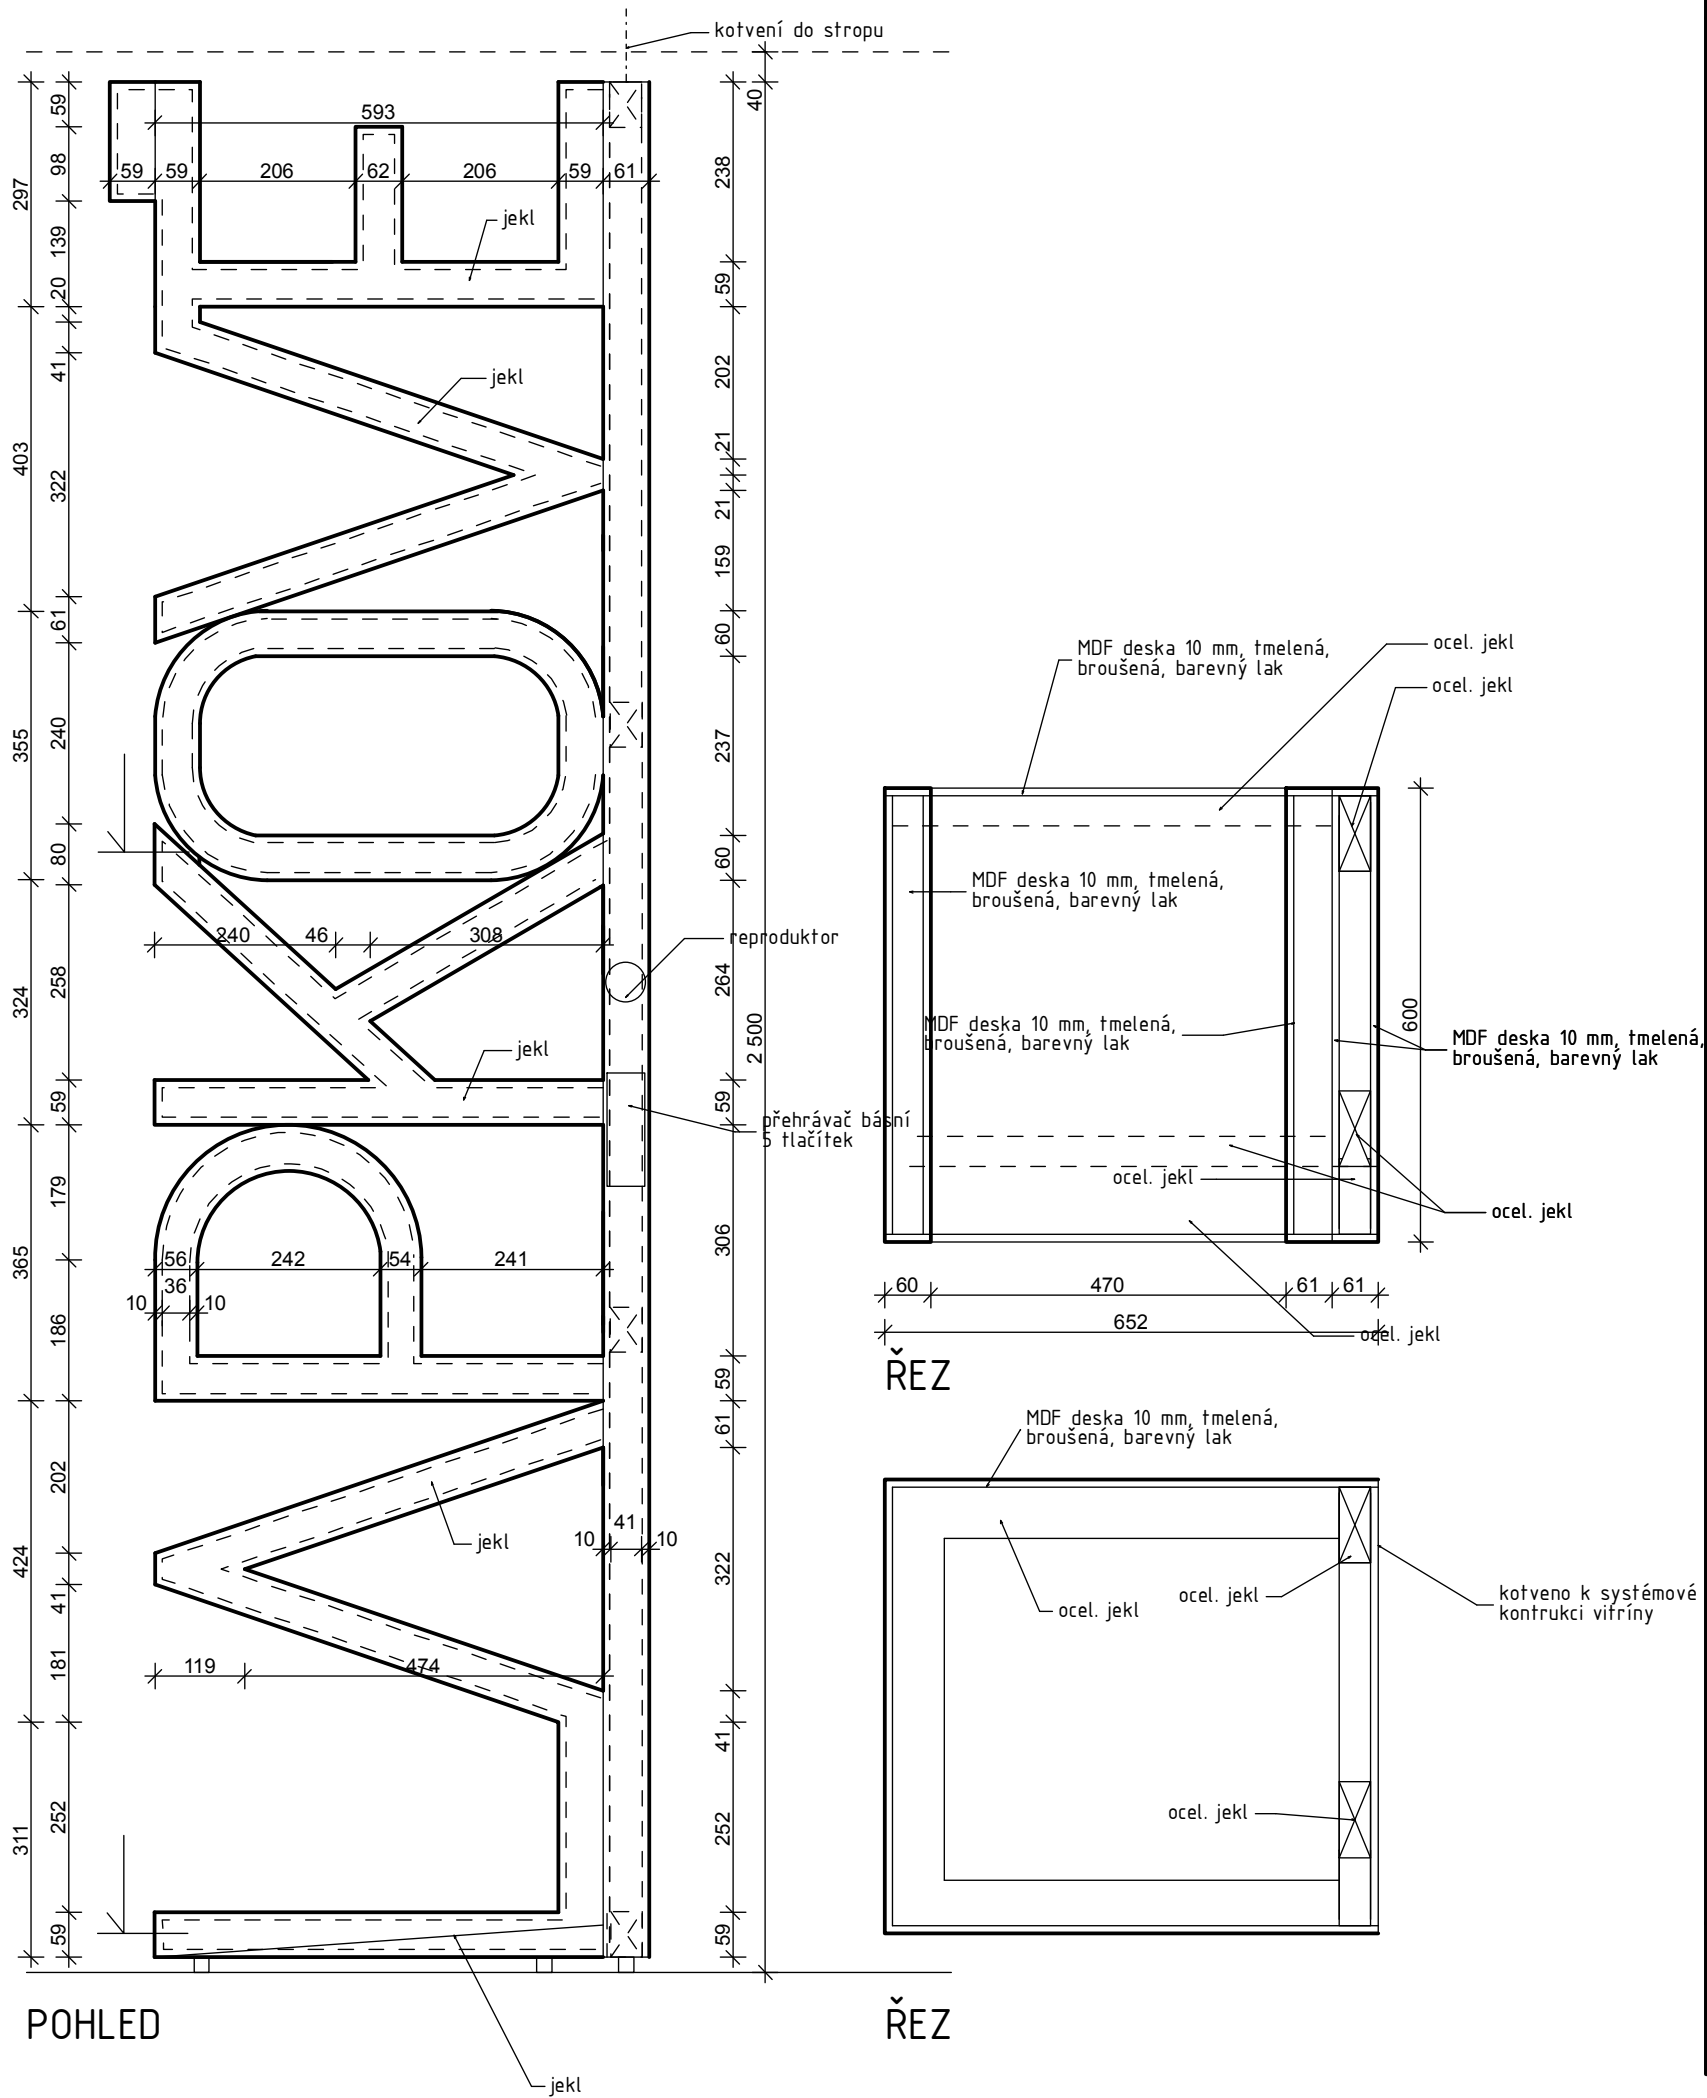 kotvení do stropu
59
98
139
20
41
322
61
240
80
258
59
179
186
202
41
181
252
59
297
403
355
324
365
424
311
593
59
59
206
62
206
59
61
jekl
jekl
240
46
308
jekl
56
242
54
241
36
10
10
jekl
41
10
10
119
474
jekl
40
238
59
202
21
21
159
60
237
60
264
59
306
59
61
322
41
252
59
2 500
reproduktor
přehrávač básní
5 tlačítek
MDF deska 10 mm, tmelená,
broušená, barevný lak
ocel. jekl
ocel. jekl
MDF deska 10 mm, tmelená,
broušená, barevný lak
MDF deska 10 mm, tmelená,
broušená, barevný lak
600
MDF deska 10 mm, tmelená,
broušená, barevný lak
ocel. jekl
ocel. jekl
60
470
61
61
652
ocel. jekl
ŘEZ
MDF deska 10 mm, tmelená,
broušená, barevný lak
ocel. jekl
ocel. jekl
kotveno k systémové
kontrukci vitríny
ocel. jekl
POHLED
ŘEZ